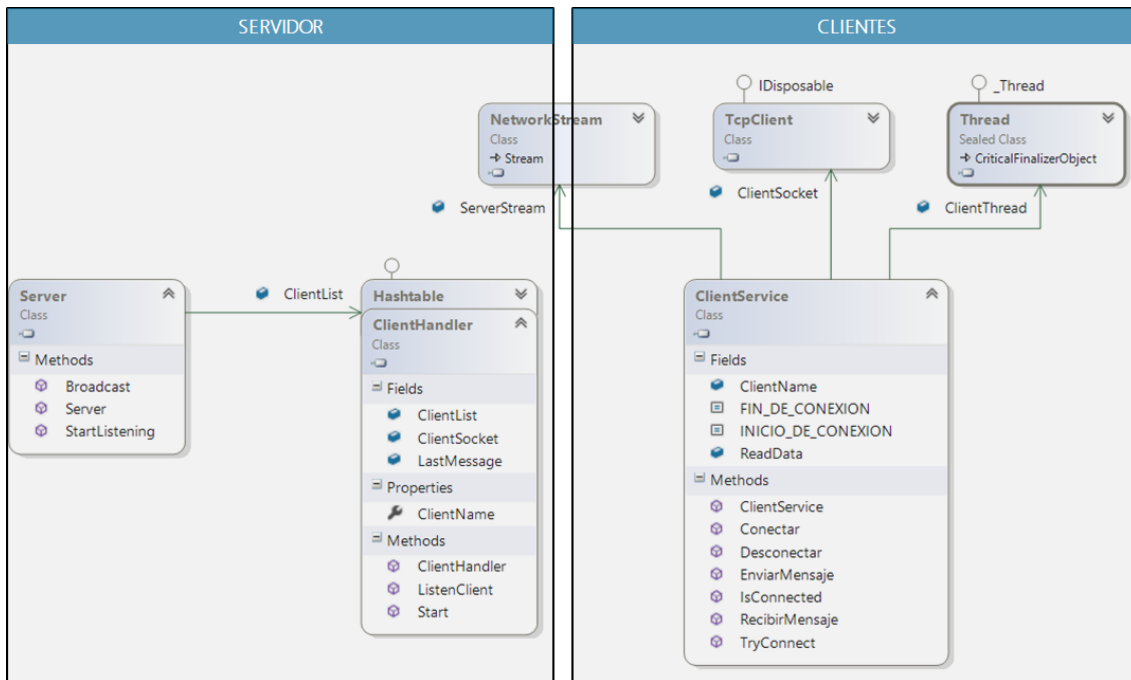 SERVIDOR
CLIENTES
IDisposable
_Thread
NetworkStream
Class
Stream
TcpClient
Class
Thread
Sealed Class
CriticalFinalizerObject
ServerStream
ClientSocket
ClientThread
Server
Class
Methods
Broadcast
Server
StartListening
ClientList
Hashtable
ClientHandler
Class
Fields
ClientList
ClientSocket
LastMessage
Properties
ClientName
Methods
ClientHandler
ListenClient
Start
ClientService
Class
Fields
ClientName
FIN_DE_CONEXION
INICIO_DE_CONEXION
ReadData
Methods
ClientService
Conectar
Desconectar
EnviarMensaje
IsConnected
RecibirMensaje
TryConnect